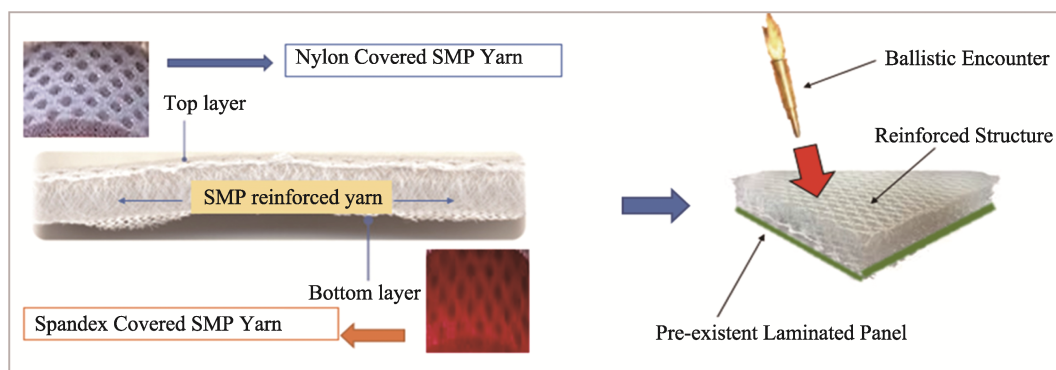 Nylon Covered SMP Yarn
Top layer
SMP reinforced yarn
Bottom layer
Spandex Covered SMP Yarn
Ballistic Encounter
Reinforced Structure
Pre-existent Laminated Panel